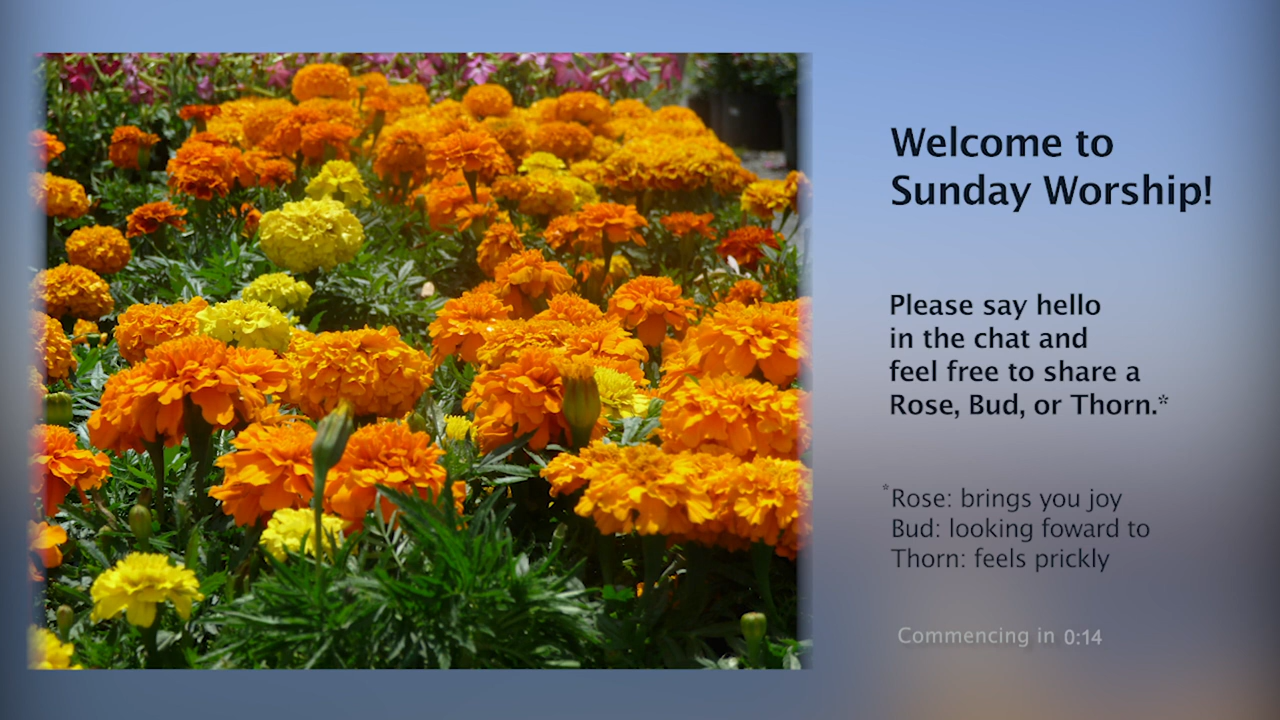 Welcome to
Sunday Worship!
Please say hello
in the chat and
feel free to share a
Rose, Bud, or Thorn.*
*Rose: brings you joy
Bud: looking foward to
Thorn: feels prickly
Commencing in 0:14